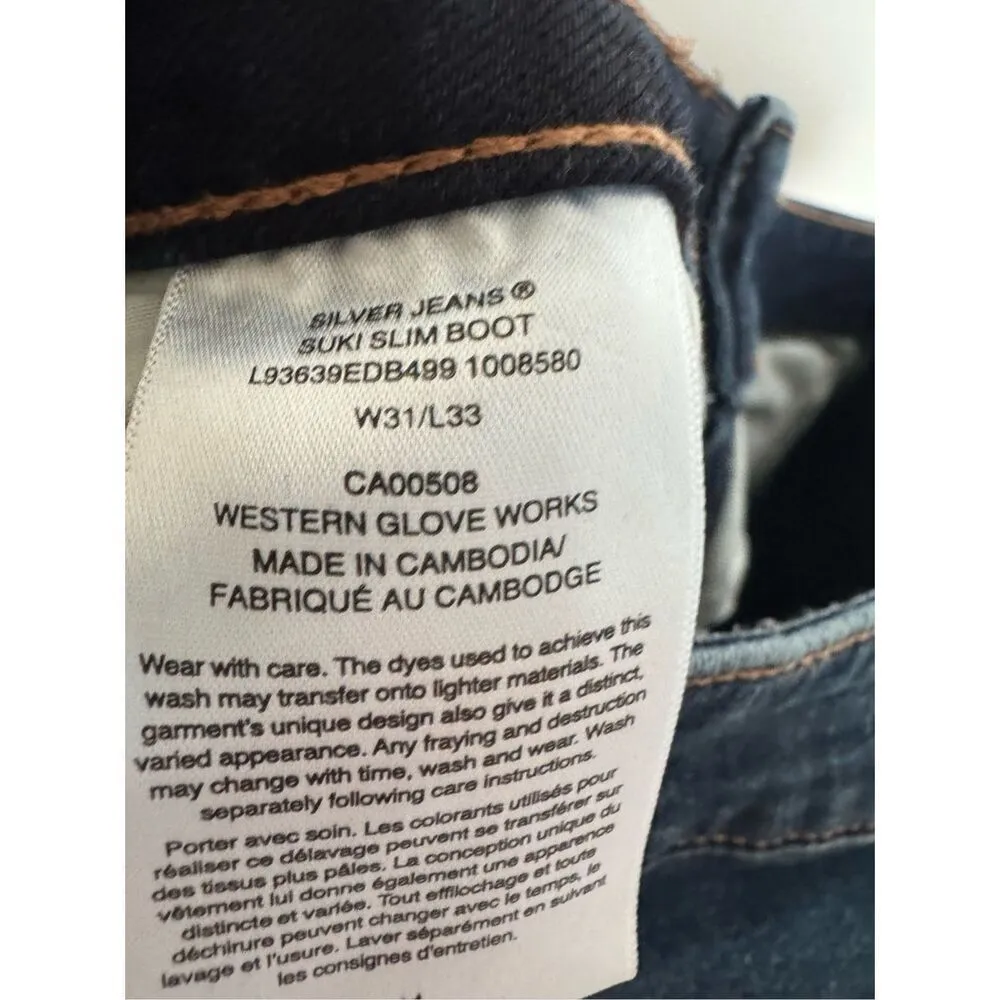 SILVER JEANS®
SUKI SLIM BOOT
L93639EDB499 1008580
W31/L33
CA00508
WESTERN GLOVE WORKS
MADE IN CAMBODIA/
FABRIQUÉ AU CAMBODGE
Wear with care. The dyes used to achieve this
wash may transfer onto lighter materials. The
garment's unique design also give it a distinct,
varied appearance. Any fraying and destruction
may change with time, wash and wear. Wash
separately following care instructions.
Porter avec soin. Les colorants utilisés pour
réaliser ce délavage peuvent se transférer sur
des tissus plus pâles. La conception unique du
vêtement lui donne également une apparence
distincte et variée. Tout effilochage et toute
déchirure peuvent changer avec le temps, le
lavage et l'usure. Laver séparément en suivant
les consignes d'entretien.